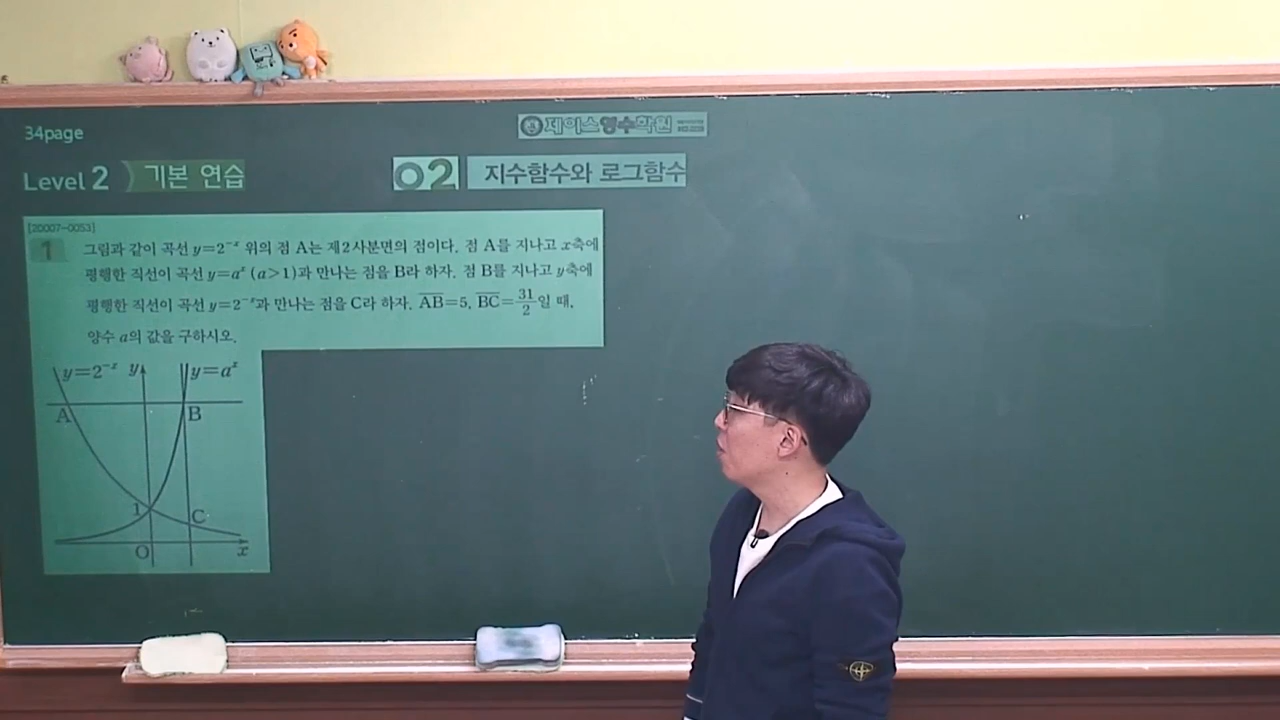 34page
제이스영수학원
Level 2 기본 연습
02 지수함수와 로그함수
[20007-0053]
1 그림과 같이 곡선 y=2⁻ˣ 위의 점 A는 제2사분면의 점이다. 점 A를 지나고 x축에
평행한 직선이 곡선 y=aˣ (a>1)과 만나는 점을 B라 하자. 점 B를 지나고 y축에
평행한 직선이 곡선 y=2⁻ˣ과 만나는 점을 C라 하자. AB=5, BC=31/2일 때,
양수 a의 값을 구하시오.
y=2⁻ˣ y y=aˣ
A B
1 C
O x